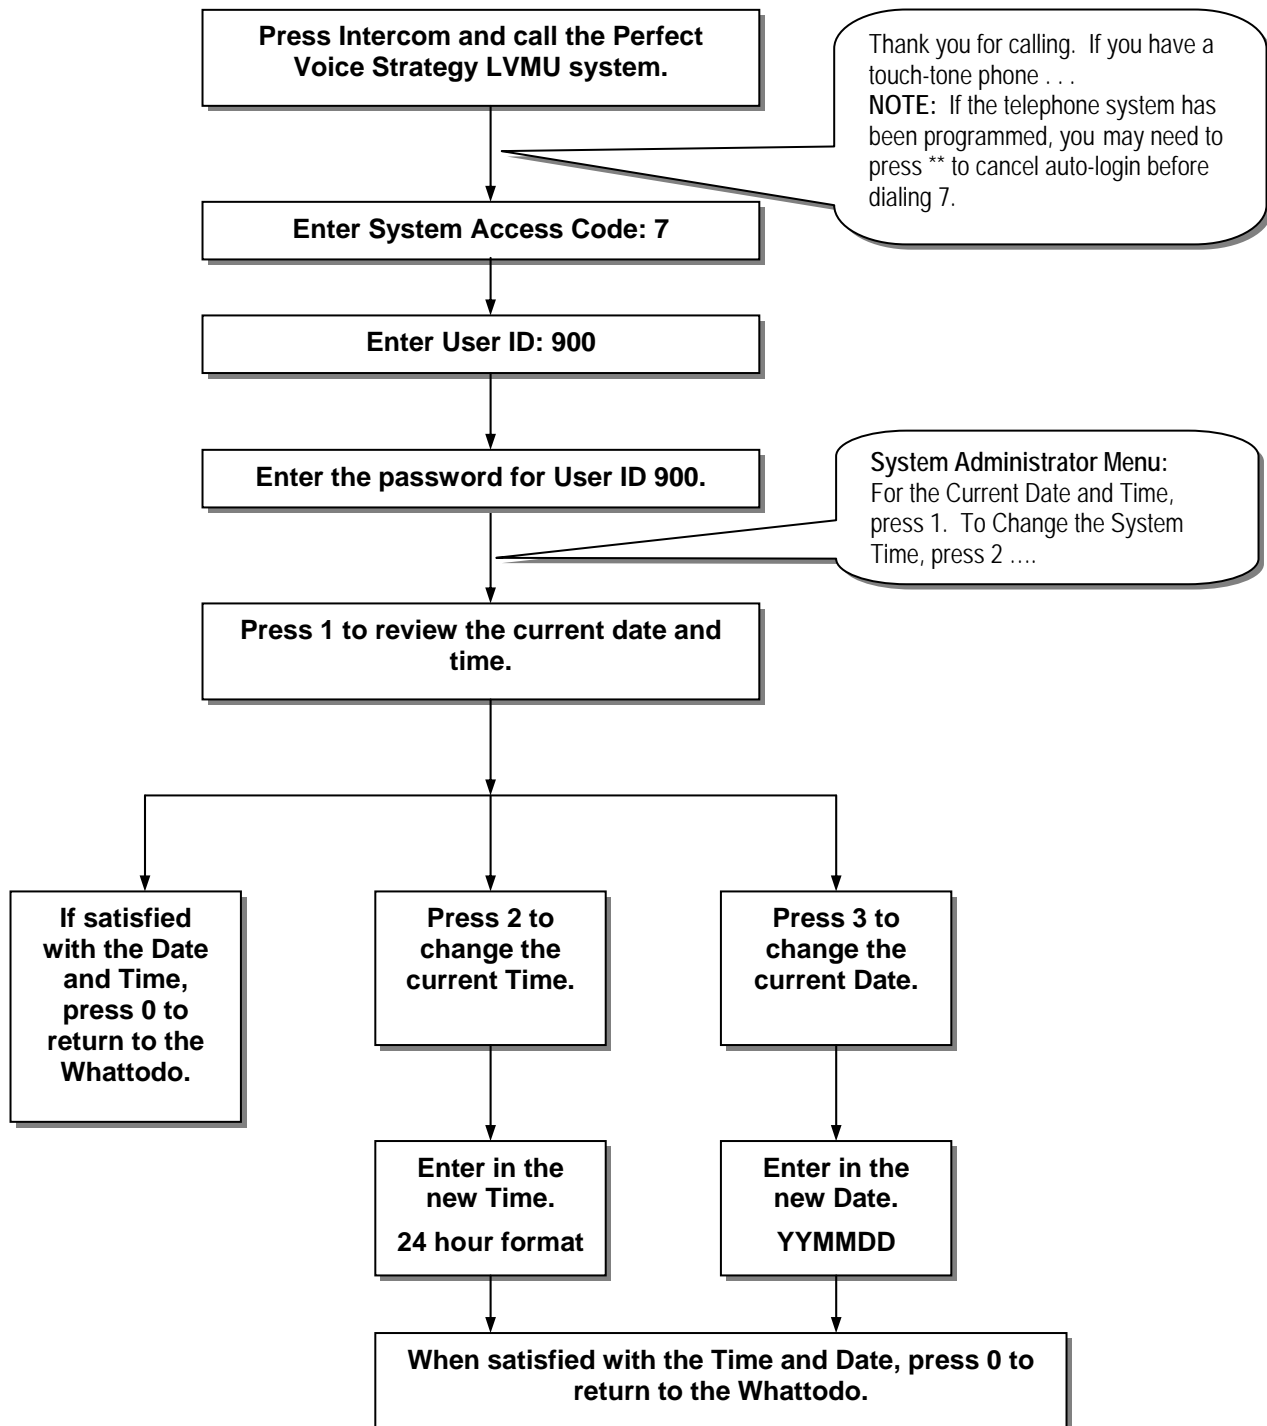 Press Intercom and call the Perfect
Voice Strategy LVMU system.
Thank you for calling. If you have a
touch-tone phone . . .
NOTE: If the telephone system has
been programmed, you may need to
press ** to cancel auto-login before
dialing 7.
Enter System Access Code: 7
Enter User ID: 900
Enter the password for User ID 900.
System Administrator Menu:
For the Current Date and Time,
press 1. To Change the System
Time, press 2 ....
Press 1 to review the current date and
time.
If satisfied
with the Date
and Time,
press 0 to
return to the
Whattodo.
Press 2 to
change the
current Time.
Press 3 to
change the
current Date.
Enter in the
new Time.
24 hour format
Enter in the
new Date.
YYMMDD
When satisfied with the Time and Date, press 0 to
return to the Whattodo.